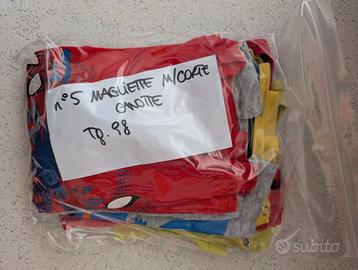 n°5 MAGLIETTE M/CORTE
CANOTTE
Tg. 98
subito